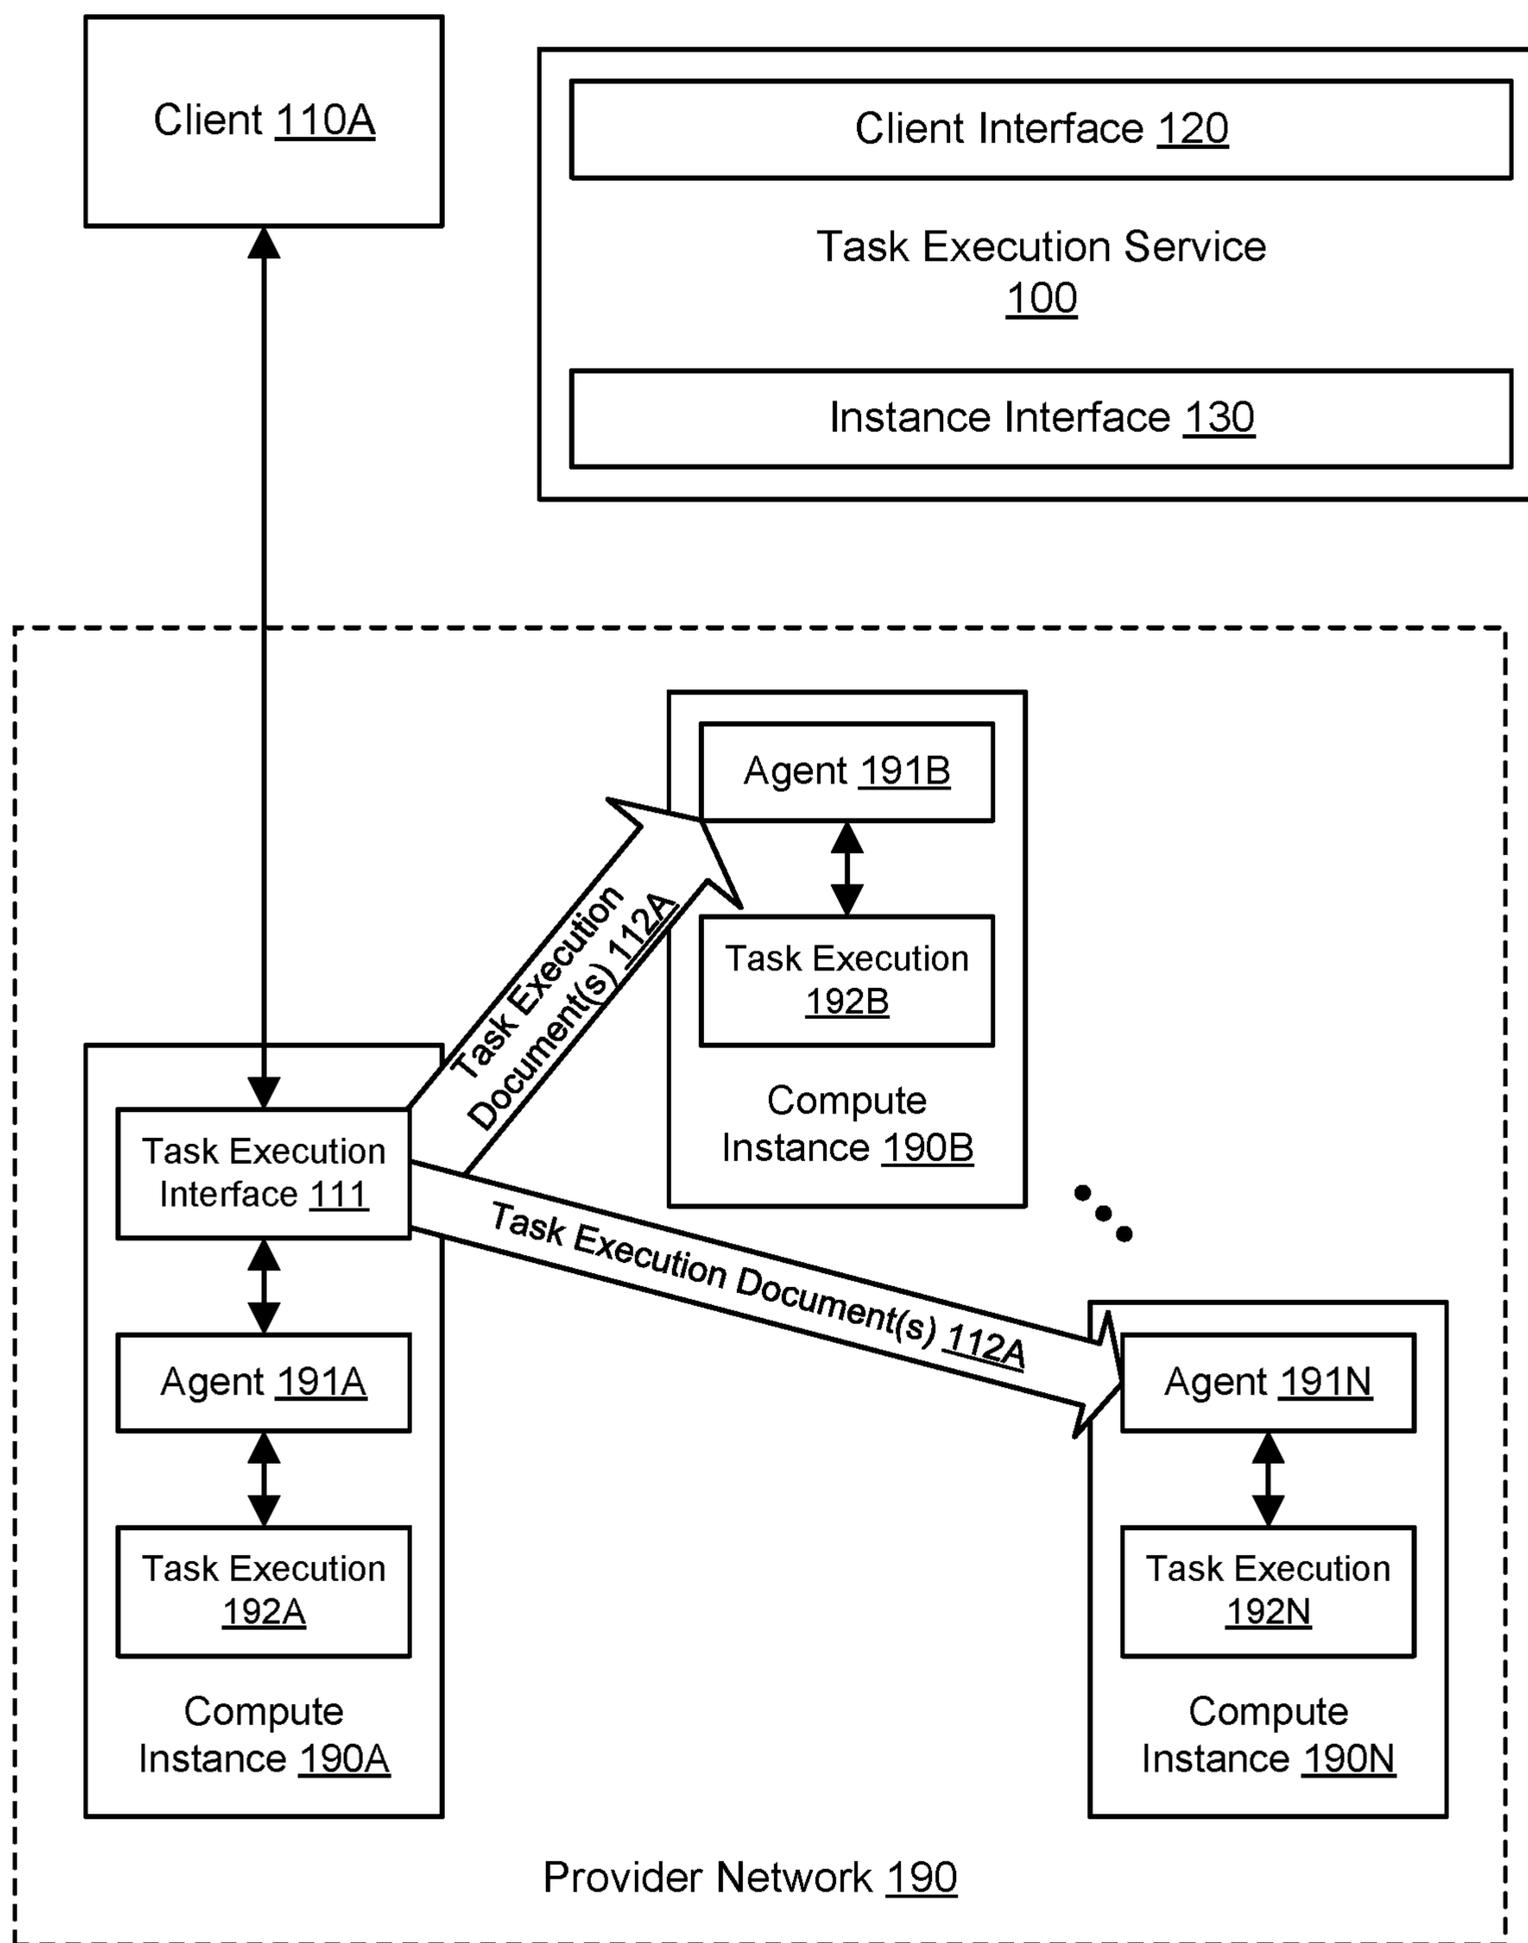 Client 110A
Client Interface 120
Task Execution Service
100
Instance Interface 130
Agent 191B
Task Execution
192B
Compute
Instance 190B
Task Execution
Document(s) 112A
Task Execution
Interface 111
Task Execution Document(s) 112A
Agent 191A
Agent 191N
Task Execution
192A
Task Execution
192N
Compute
Instance 190A
Compute
Instance 190N
Provider Network 190